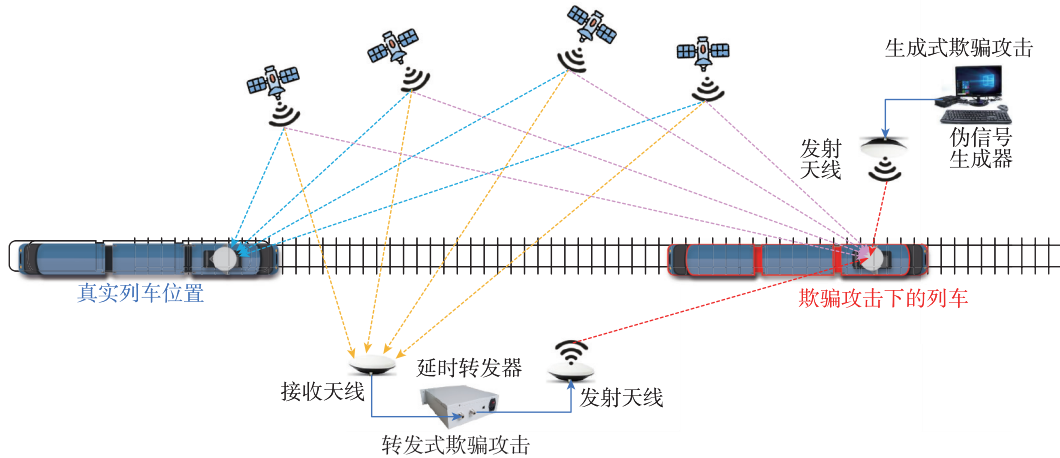 生成式欺骗攻击
发射
天线
伪信号
生成器
真实列车位置
欺骗攻击下的列车
接收天线
延时转发器
发射天线
转发式欺骗攻击